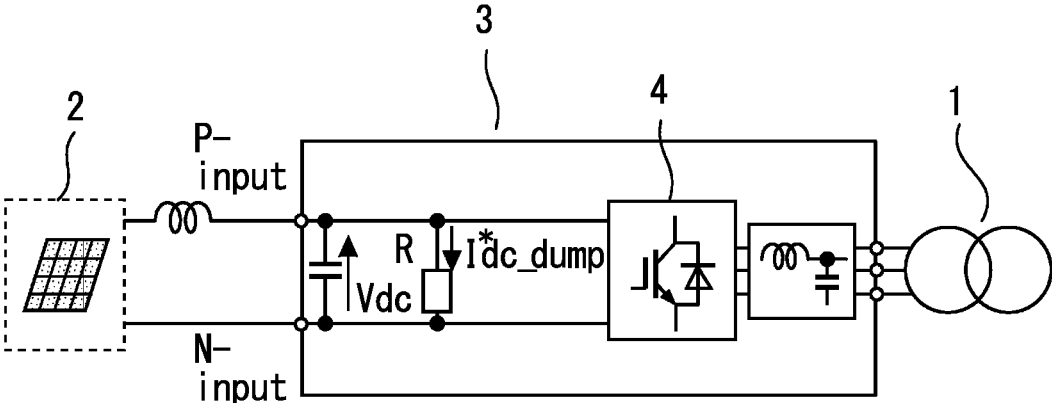 3
2
4
1
P-
input
R
I*dc_dump
Vdc
N-
input